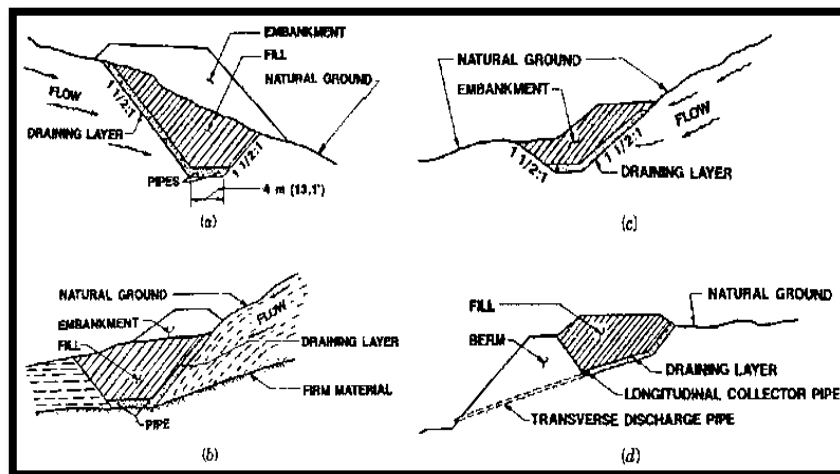 EMBANKMENT
FILL
NATURAL GROUND
FLOW
DRAINING LAYER
1 1/2:1
1 1/2:1
PIPES
4 m (13,1')
(a)
NATURAL GROUND
EMBANKMENT
FLOW
1 1/2:1
1 1/2:1
DRAINING LAYER
(c)
NATURAL GROUND
FLOW
EMBANKMENT
FILL
DRAINING LAYER
FIRM MATERIAL
PIPE
(b)
NATURAL GROUND
FILL
BERM
DRAINING LAYER
LONGITUDINAL COLLECTOR PIPE
TRANSVERSE DISCHARGE PIPE
(d)